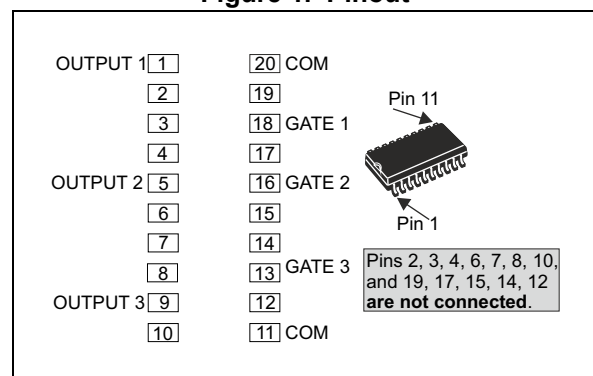 Figure 1. Pinout
OUTPUT 1 1 20 COM
2 19
3 18 GATE 1
4 17
OUTPUT 2 5 16 GATE 2
6 15
7 14
8 13 GATE 3
OUTPUT 3 9 12
10 11 COM
Pin 11
Pin 1
Pins 2, 3, 4, 6, 7, 8, 10,
and 19, 17, 15, 14, 12
are not connected.